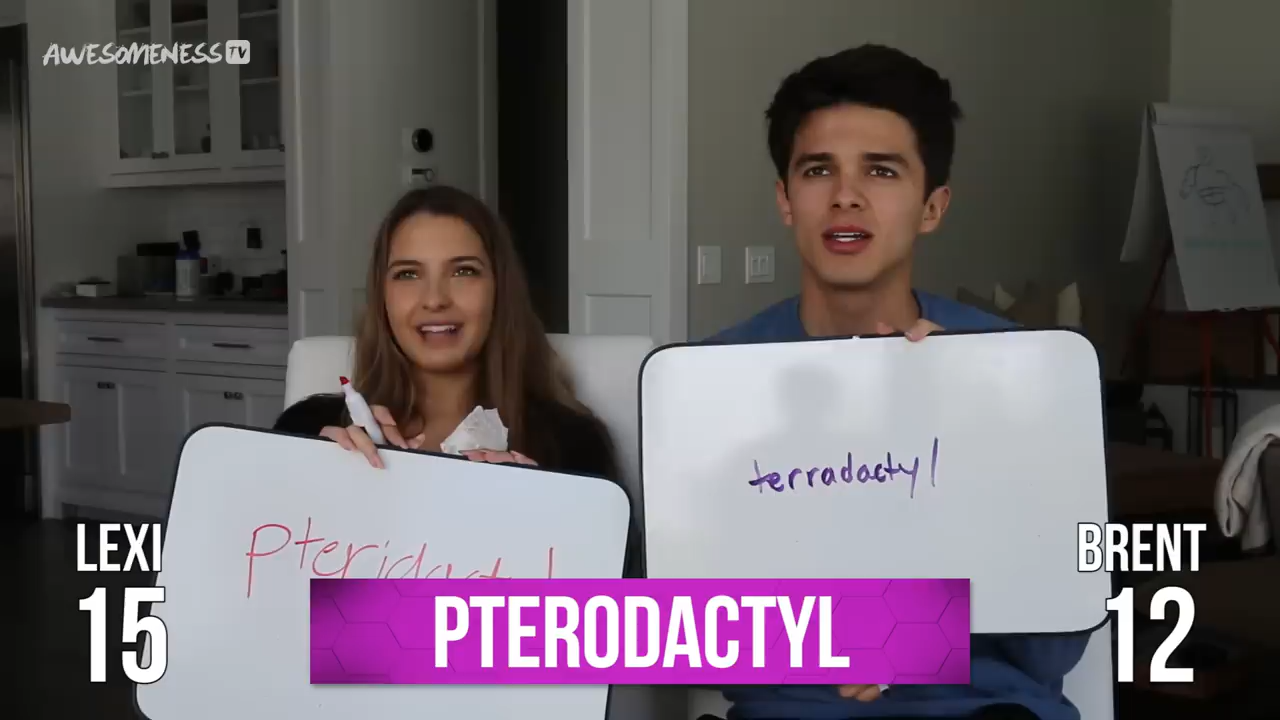 AWESOMENESS TV
terradactyl
LEXI
15
PTERODACTYL
BRENT
12